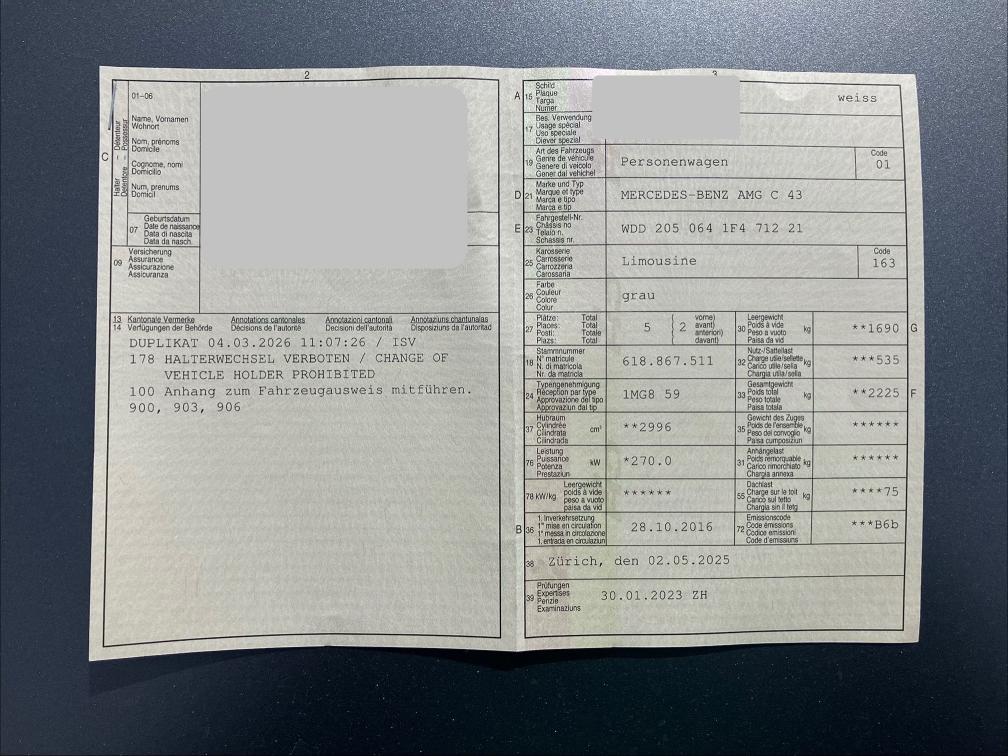 2
01-06
Name, Vornamen
Wohnort
Nom, prénoms
Domicile
Cognome, nomi
Domicilio
Num, prenums
Domicil
C
Halter Détenteur
Detentore Possessur
07
Geburtsdatum
Date de naissance
Data di nascita
Data da nasch.
09
Versicherung
Assurance
Assicurazione
Assicuranza
13 Kantonale Vermerke Annotations cantonales Annotazioni cantonali Annotaziuns chantunalas
14 Verfügungen der Behörde Décisions de l'autorité Decisioni dell'autorità Disposiziuns da l'autoritad
DUPLIKAT 04.03.2026 11:07:26 / ISV
178 HALTERWECHSEL VERBOTEN / CHANGE OF
VEHICLE HOLDER PROHIBITED
100 Anhang zum Fahrzeugausweis mitführen.
900, 903, 906
3
A 15
Schild
Plaque
Targa
Numer
weiss
17
Bes. Verwendung
Usage spécial
Uso speciale
Diever spezial
19
Art des Fahrzeugs
Genre de véhicule
Genere di veicolo
Gener dal vehichel
Personenwagen
Code
01
D 21
Marke und Typ
Marque et type
Marca e tipo
Marca e tip
MERCEDES-BENZ AMG C 43
E 23
Fahrgestell-Nr.
Châssis no
Telaio n.
Schassis nr.
WDD 205 064 1F4 712 21
25
Karosserie
Carrosserie
Carrozzeria
Carossaria
Limousine
Code
163
26
Farbe
Couleur
Colore
Colur
grau
27
Plätze: Total
Places: Total
Posti: Totale
Plazs: Total
5 { 2
vorne)
avant)
anteriori)
davant)
30
Leergewicht
Poids à vide
Peso a vuoto
Paisa da vid
kg
**1690 G
18
Stammnummer
N° matricule
N. di matricola
Nr. da matricla
618.867.511
32
Nutz-/Sattellast
Charge utile/sellette
Carico utile/sella
Chargia utila/sella
kg
***535
24
Typengenehmigung
Réception par type
Approvazione del tipo
Approvaziun dal tip
1MG8 59
33
Gesamtgewicht
Poids total
Peso totale
Paisa totala
kg
**2225 F
37
Hubraum
Cylindrée
Cilindrata
Cilindrada
cm³
**2996
35
Gewicht des Zuges
Poids de l'ensemble
Peso del convoglio
Paisa cumposiziun
kg
******
76
Leistung
Puissance
Potenza
Prestaziun
kW
*270.0
31
Anhängelast
Poids remorquable
Carico rimorchiato
Chargia annexa
kg
******
78 kW/kg
Leergewicht
poids à vide
peso a vuoto
paisa da vid
******
55
Dachlast
Charge sur le toit
Carico sul tetto
Chargia sin il tetg
kg
****75
B 36
1. Inverkehrsetzung
1re mise en circulation
1a messa in circolazione
1. entrada en circulaziun
28.10.2016
72
Emissionscode
Code émissions
Codice emissioni
Code d'emissiuns
***B6b
38 Zürich, den 02.05.2025
39
Prüfungen
Expertises
Perizie
Examinaziuns
30.01.2023 ZH